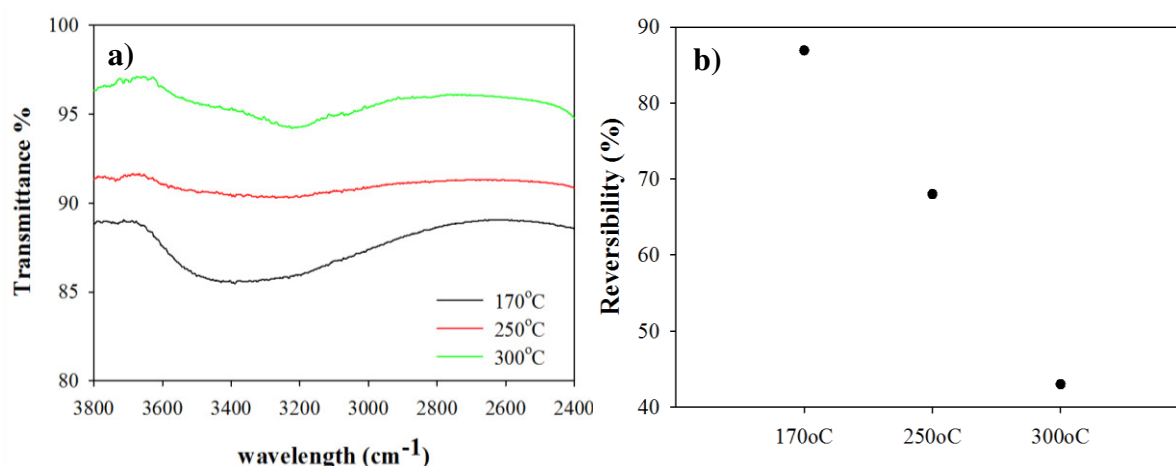 a)
100
95
90
85
80
Transmittance %
170°C
250°C
300°C
3800 3600 3400 3200 3000 2800 2600 2400
wavelength (cm-1)
b)
90
80
70
60
50
40
Reversibility (%)
170oC 250oC 300oC